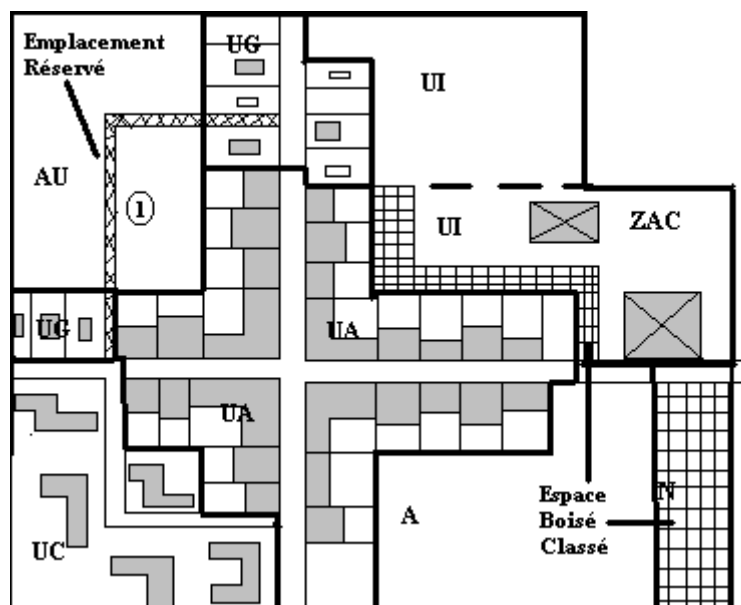 Emplacement
Réservé
UG
UI
AU
1
UI
ZAC
UG
UA
UA
Espace
Boisé
Classé
N
A
UC